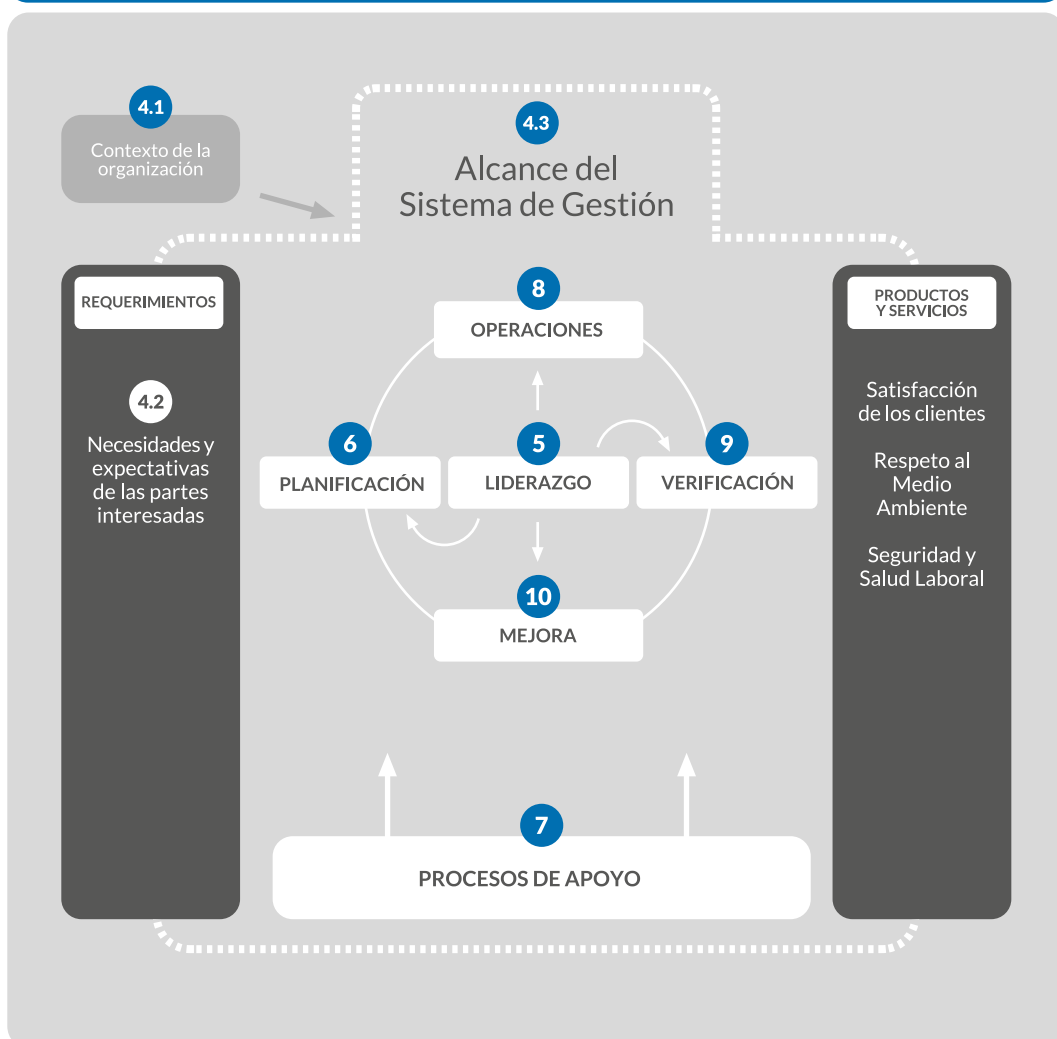 4.1
Contexto de la
organización
4.3
Alcance del
Sistema de Gestión
REQUERIMIENTOS
4.2
Necesidades y
expectativas
de las partes
interesadas
8
OPERACIONES
6
PLANIFICACIÓN
5
LIDERAZGO
9
VERIFICACIÓN
10
MEJORA
7
PROCESOS DE APOYO
PRODUCTOS
Y SERVICIOS
Satisfacción
de los clientes
Respeto al
Medio
Ambiente
Seguridad y
Salud Laboral